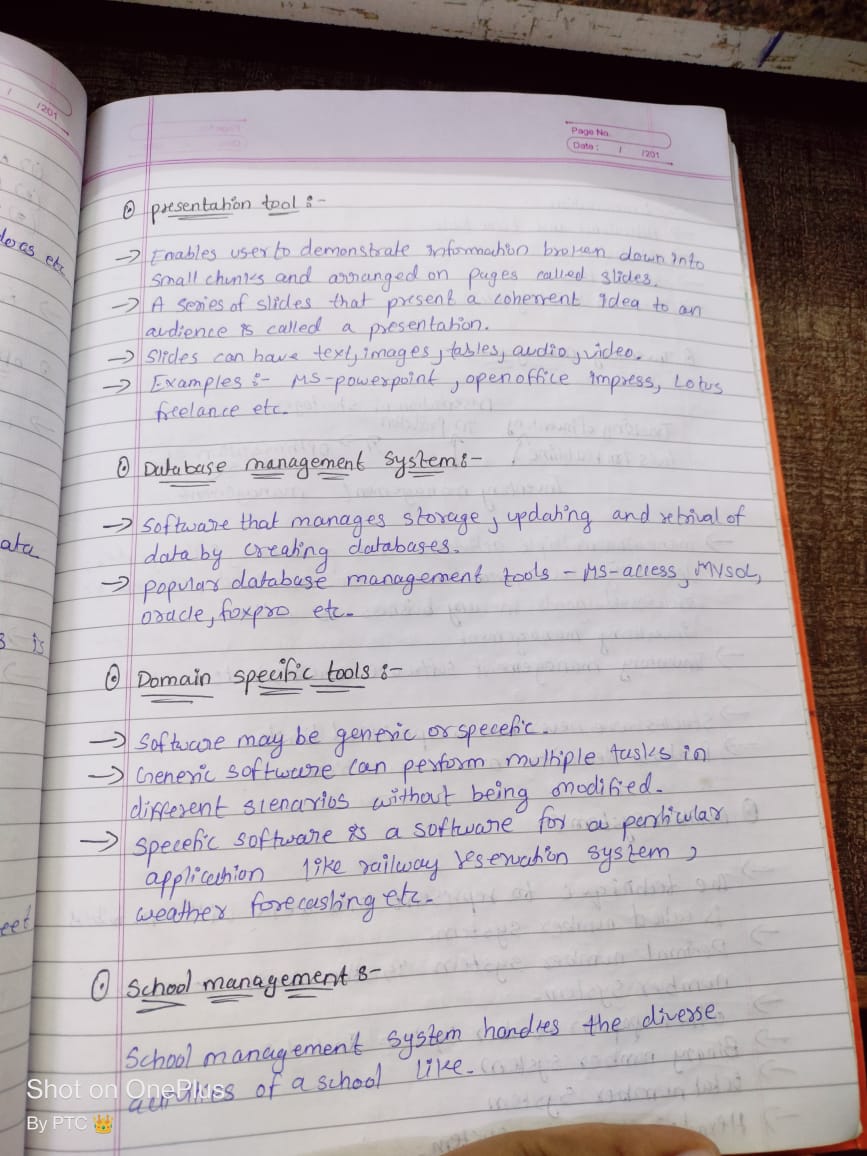 / /201
Page No.
Date : / /201
presentation tool :-
→ Enables user to demonstrate information broken down into
small chunks and arranged on pages called slides.
→ A series of slides that present a coherrent idea to an
audience is called a presentation.
→ Slides can have text, images, tables, audio, video.
→ Examples :- MS-powerpoint, openoffice impress, Lotus
freelance etc.
Database management system :-
→ Software that manages storage, updating and retrival of
data by creating databases.
→ popular database management tools - MS-access, MYSQL,
oracle, foxpro etc.
Domain specific tools :-
→ Software may be generic or specefic.
→ Generic software can perform multiple tasks in
different scenarios without being modified.
→ Specefic software is a software for a perticular
application like railway reservation system,
weather forecasting etc.
School management :-
School management system handles the diverse
activities of a school like.
Shot on OnePlus
By PTC 👑